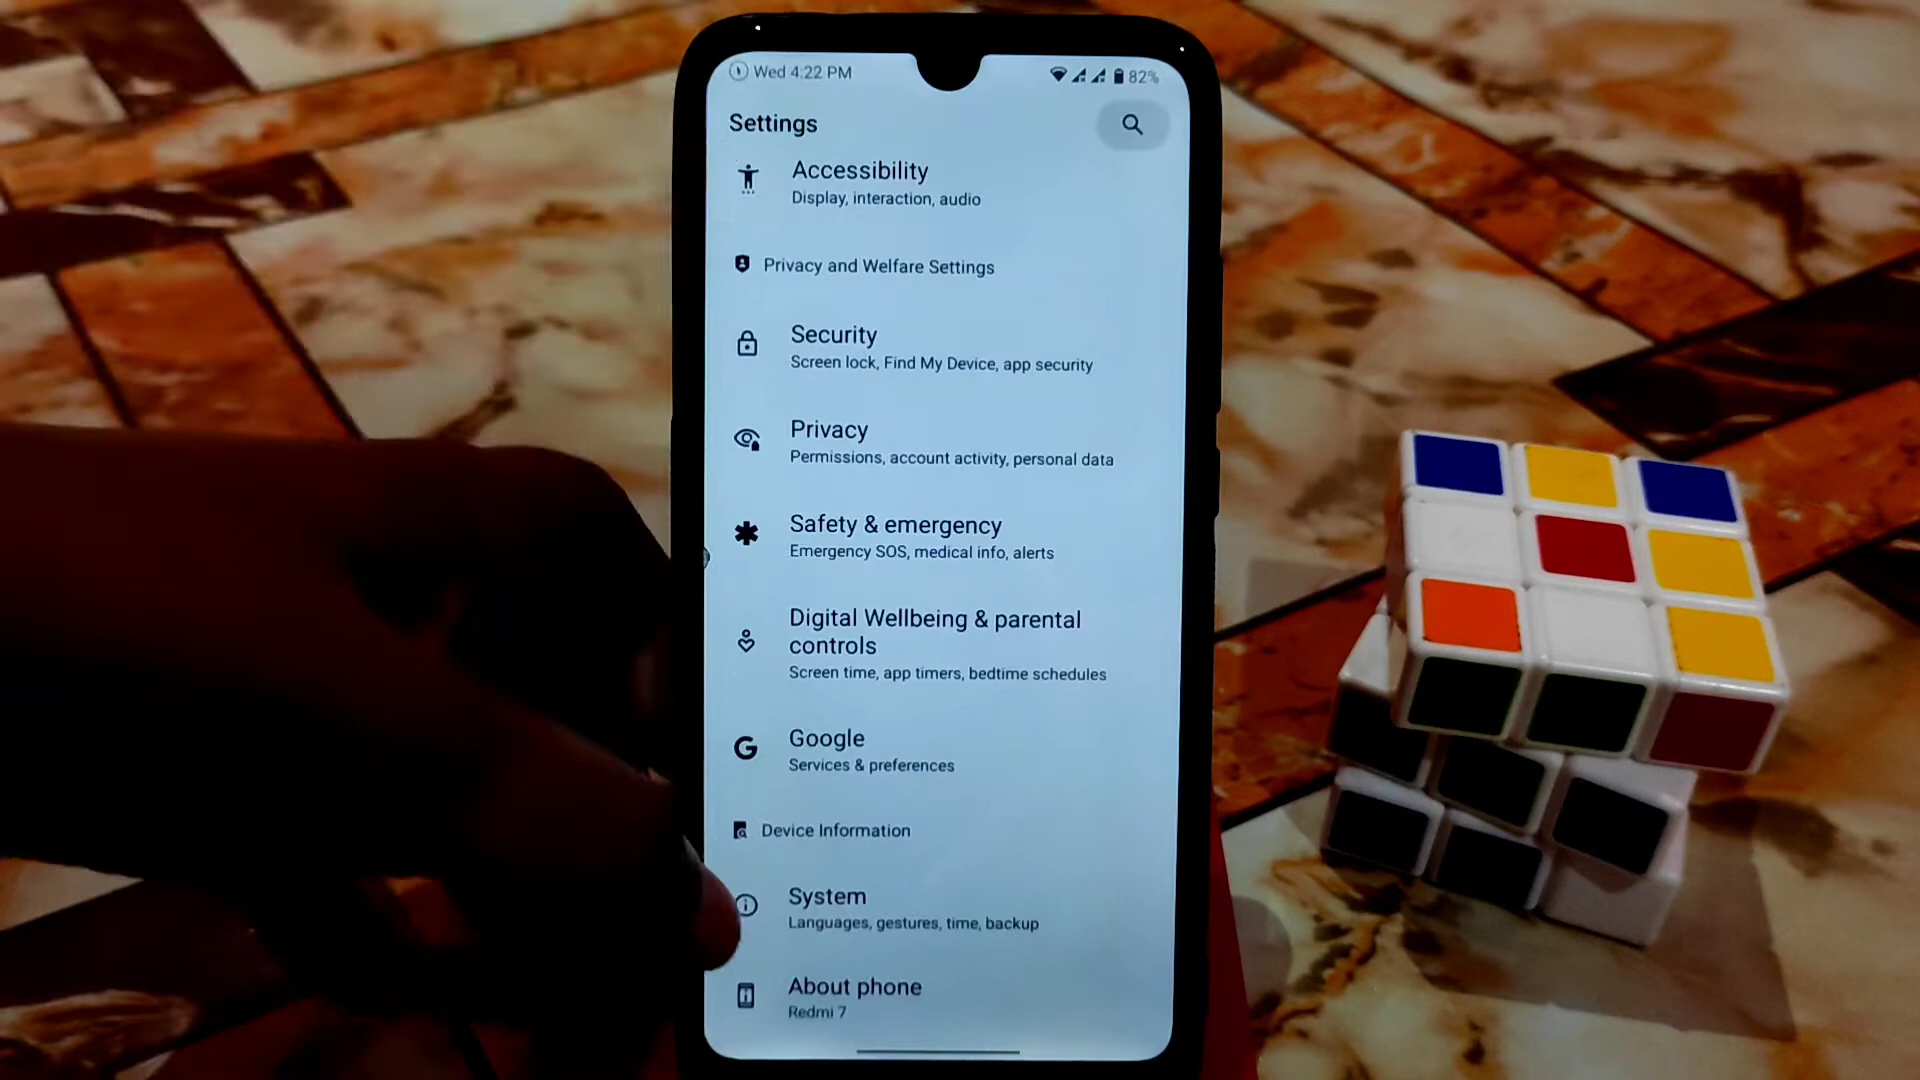 Wed 4:22 PM
82%
Settings
Accessibility
Display, interaction, audio
Privacy and Welfare Settings
Security
Screen lock, Find My Device, app security
Privacy
Permissions, account activity, personal data
Safety & emergency
Emergency SOS, medical info, alerts
Digital Wellbeing & parental
controls
Screen time, app timers, bedtime schedules
Google
Services & preferences
Device Information
System
Languages, gestures, time, backup
About phone
Redmi 7